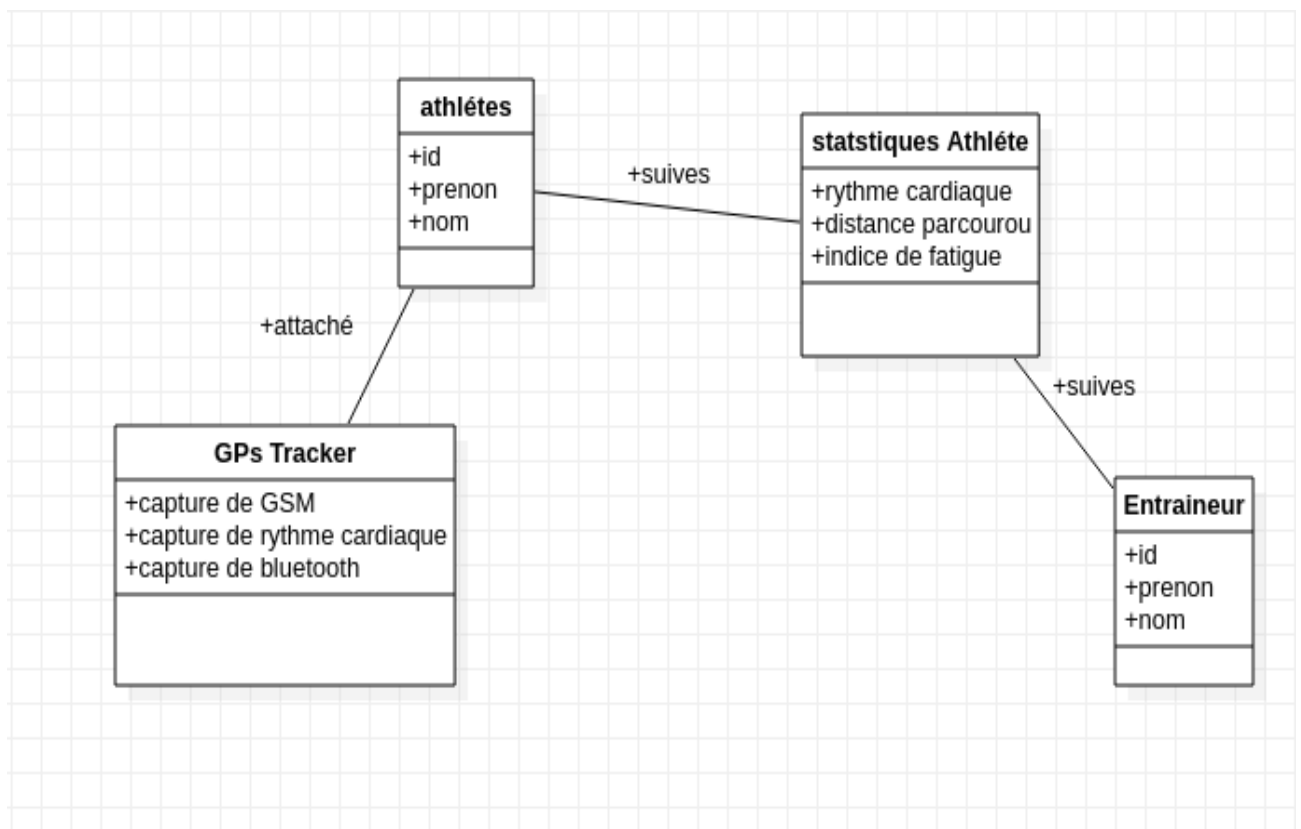 athlétes
+id
+prenon
+nom
+suives
statstiques Athléte
+rythme cardiaque
+distance parcourou
+indice de fatigue
+attaché
+suives
GPs Tracker
+capture de GSM
+capture de rythme cardiaque
+capture de bluetooth
Entraineur
+id
+prenon
+nom